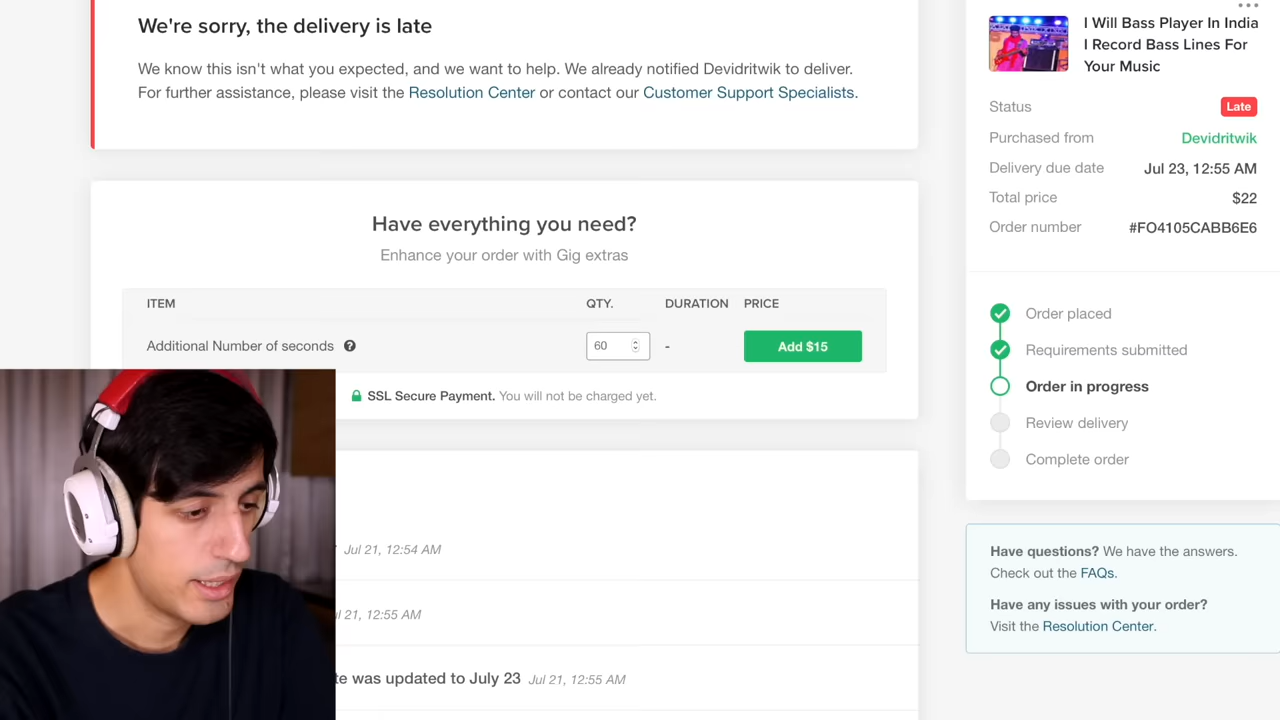 We're sorry, the delivery is late
We know this isn't what you expected, and we want to help. We already notified Devidritwik to deliver.
For further assistance, please visit the Resolution Center or contact our Customer Support Specialists.
Have everything you need?
Enhance your order with Gig extras
ITEM QTY. DURATION PRICE
Additional Number of seconds 60 - Add $15
SSL Secure Payment. You will not be charged yet.
Jul 21, 12:54 AM
21, 12:55 AM
was updated to July 23 Jul 21, 12:55 AM
I Will Bass Player In India
I Record Bass Lines For
Your Music
Status Late
Purchased from Devidritwik
Delivery due date Jul 23, 12:55 AM
Total price $22
Order number #FO4105CABB6E6
Order placed
Requirements submitted
Order in progress
Review delivery
Complete order
Have questions? We have the answers.
Check out the FAQs.
Have any issues with your order?
Visit the Resolution Center.